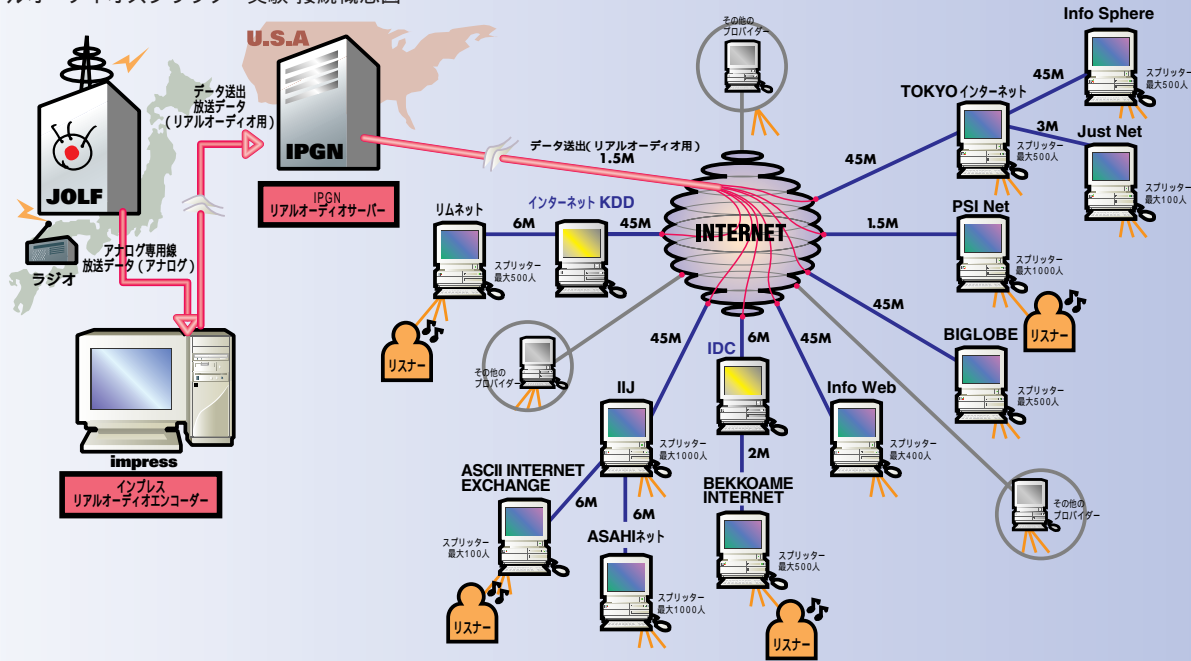 ルオーディオスプリッター実験 接続概念図
U.S.A
データ送出
放送データ
(リアルオーディオ用)
IPGN
IPGN
リアルオーディオサーバー
JOLF
ラジオ
アナログ専用線
放送データ(アナログ)
impress
インプレス
リアルオーディオエンコーダー
データ送出(リアルオーディオ用)
1.5M
INTERNET
その他の
プロバイダー
Info Sphere
45M
スプリッター
最大500人
TOKYO インターネット
45M
スプリッター
最大500人
3M
Just Net
スプリッター
最大100人
PSI Net
1.5M
スプリッター
最大1000人
リスナー
BIGLOBE
45M
スプリッター
最大500人
その他の
プロバイダー
リムネット
6M
スプリッター
最大500人
リスナー
インターネット KDD
45M
その他の
プロバイダー
45M
IIJ
スプリッター
最大1000人
6M
IDC
2M
45M
Info Web
スプリッター
最大400人
ASCII INTERNET
EXCHANGE
6M
スプリッター
最大100人
リスナー
6M
ASAHIネット
スプリッター
最大1000人
BEKKOAME
INTERNET
スプリッター
最大500人
リスナー